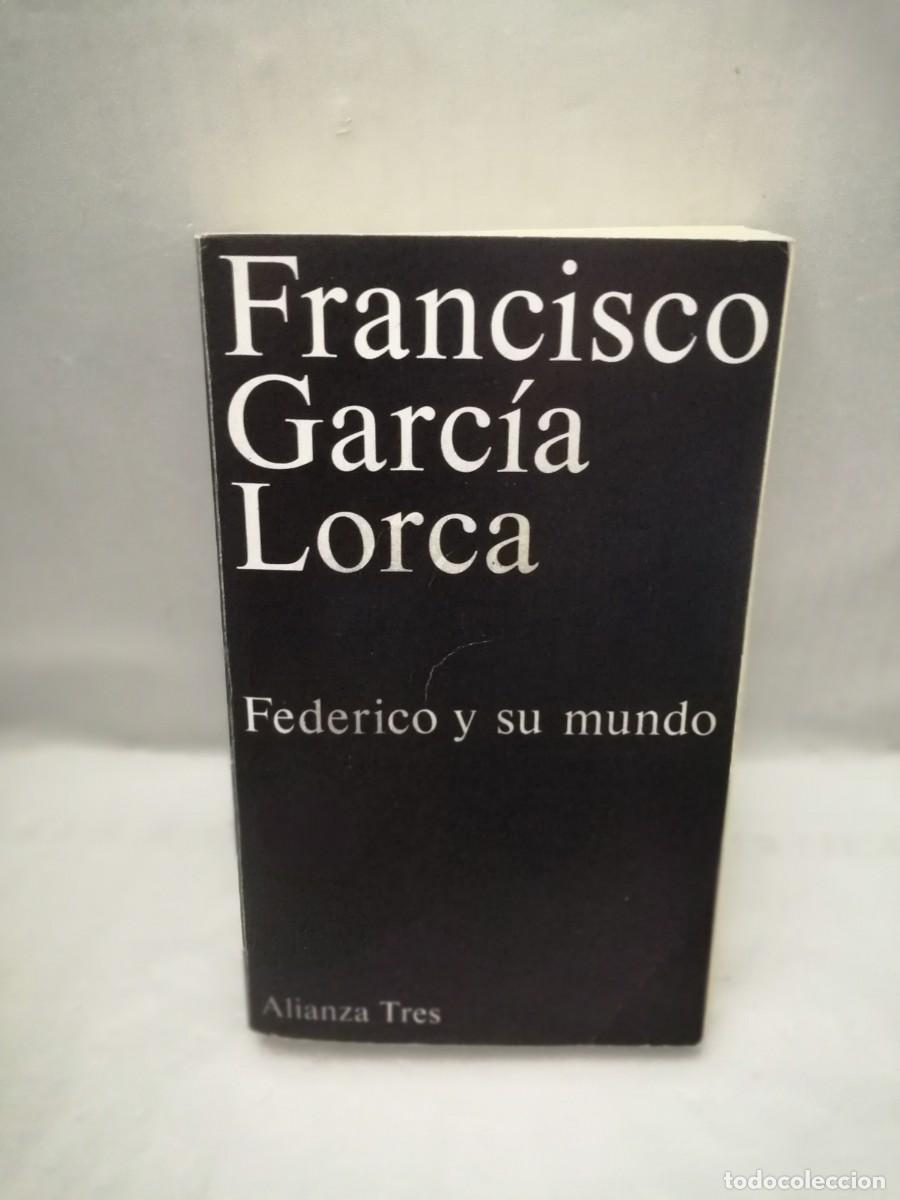 Francisco
García
Lorca
Federico y su mundo
Alianza Tres
todocoleccion